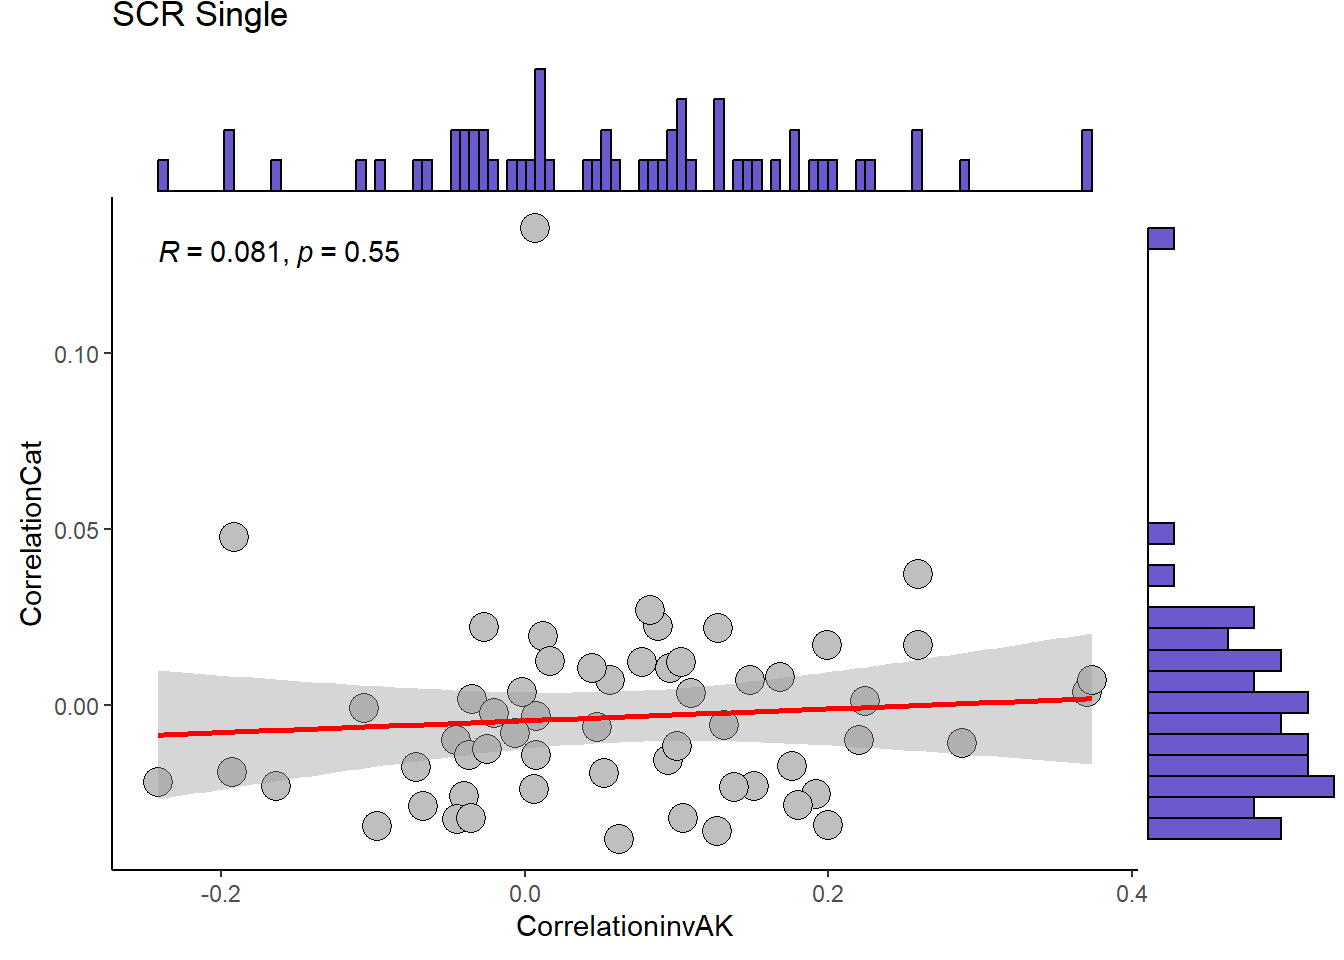 SCR Single
R = 0.081, p = 0.55
0.10
0.05
0.00
CorrelationCat
-0.2
0.0
0.2
0.4
CorrelationinvAK